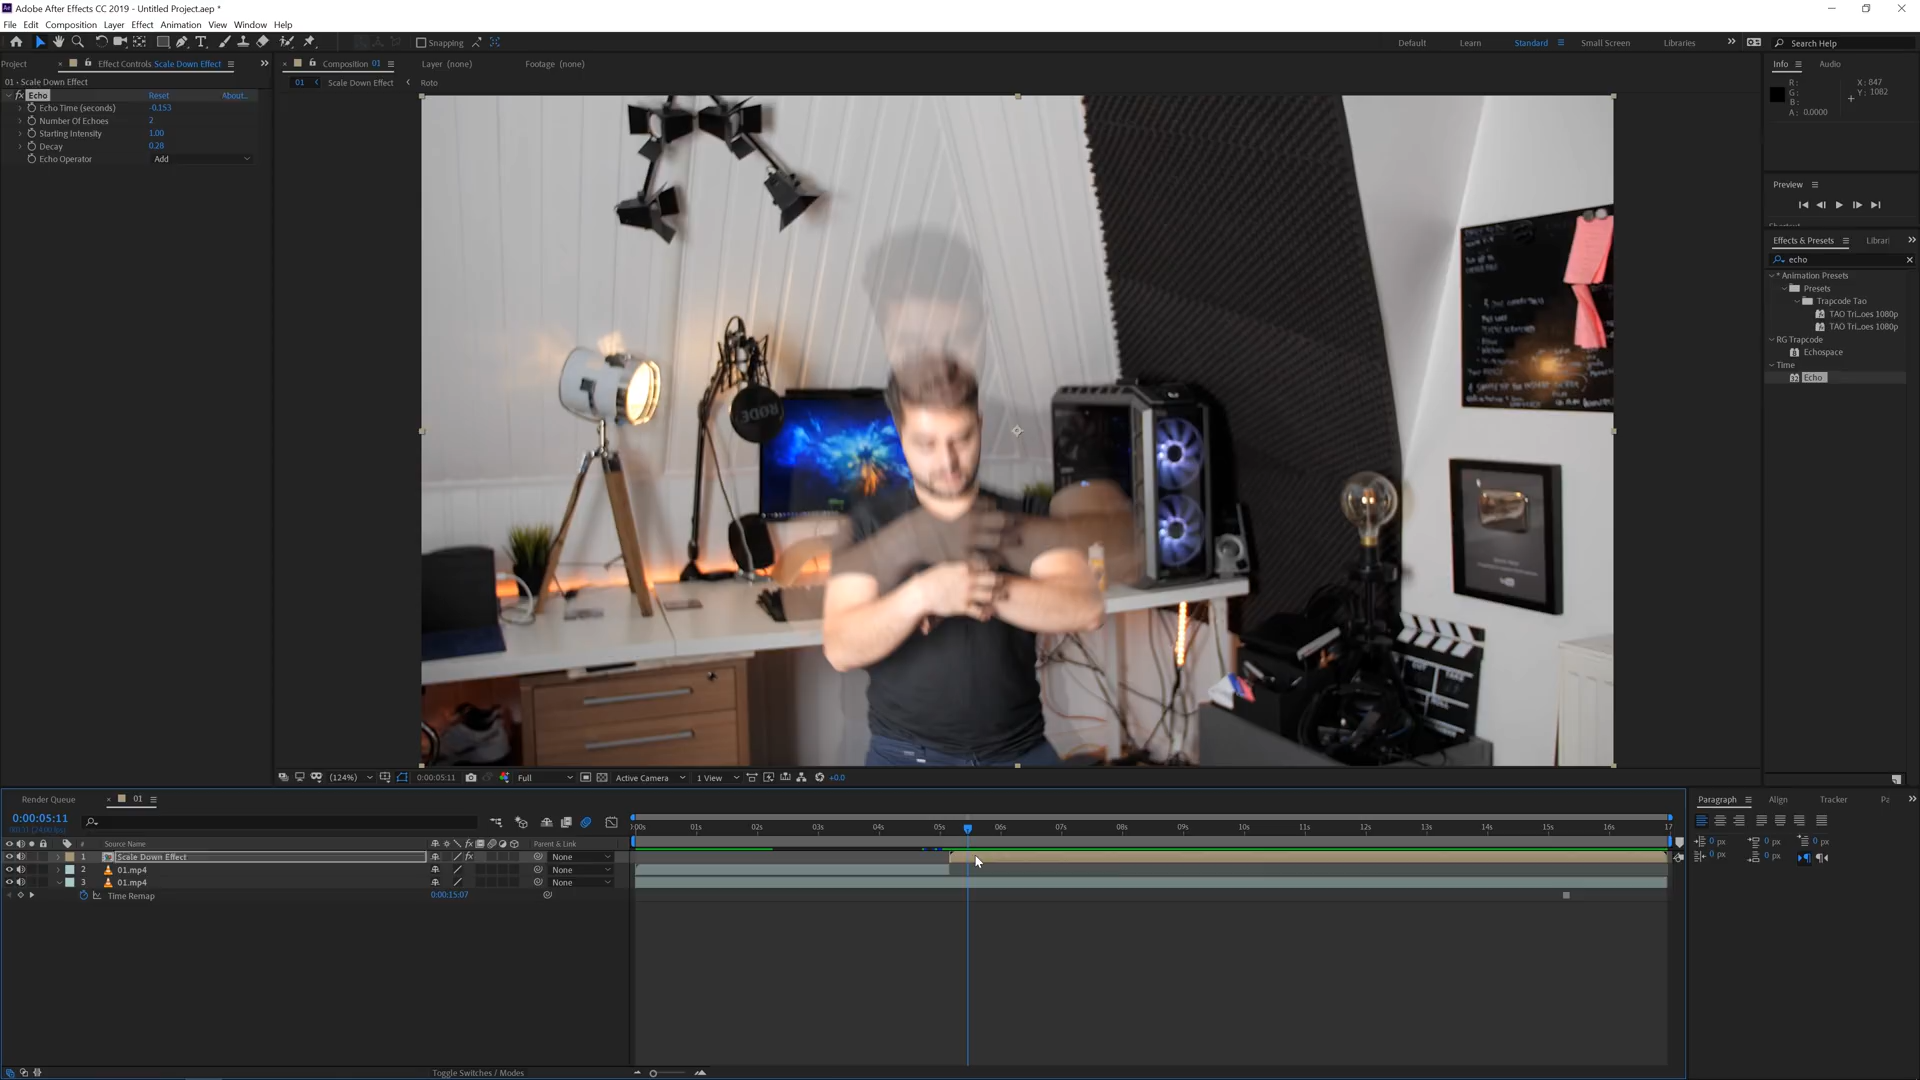 Adobe After Effects CC 2019 - Untitled Project.aep *
File Edit Composition Layer Effect Animation View Window Help
Snapping
Default Learn Standard Small Screen Libraries Search Help
Project Effect Controls Scale Down Effect
01 • Scale Down Effect
fx Echo Reset About...
Echo Time (seconds) -0.153
Number Of Echoes 2
Starting Intensity 1.00
Decay 0.28
Echo Operator Add
Composition 01 Layer (none) Footage (none)
01 Scale Down Effect Roto
RODE
(124%) 0:00:05:11 Full Active Camera 1 View +0.0
Info Audio
R:
G:
B:
A: 0.0000
X: 847
Y: 1082
Preview
Effects & Presets Librari
echo
* Animation Presets
Presets
Trapcode Tao
TAO Tri...oes 1080p
TAO Tri...oes 1080p
RG Trapcode
Echospace
Time
Echo
Render Queue 01
0:00:05:11
# Source Name Parent & Link
1 Scale Down Effect None
2 01.mp4 None
3 01.mp4 None
Time Remap 0:00:15:07
:00s 01s 02s 03s 04s 05s 06s 07s 08s 09s 10s 11s 12s 13s 14s 15s 16s 17
Toggle Switches / Modes
Paragraph Align Tracker Pa
0 px 0 px 0 px
0 px 0 px